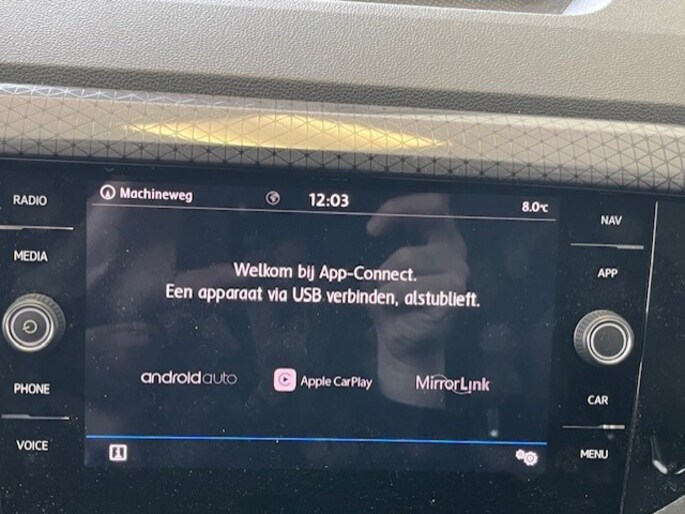 RADIO
MEDIA
PHONE
VOICE
Machineweg
12:03
8.0°C
Welkom bij App-Connect.
Een apparaat via USB verbinden, alstublieft.
androidauto
Apple CarPlay
MirrorLink
NAV
APP
CAR
MENU